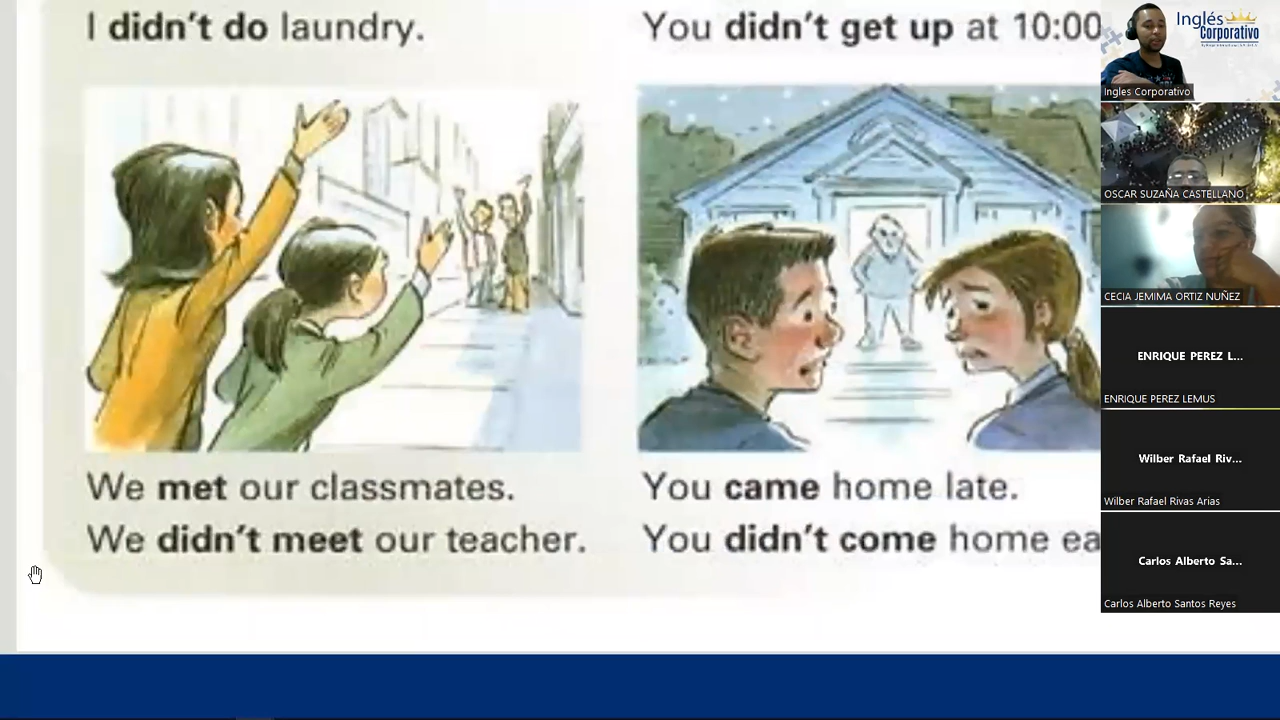 I didn't do laundry.
You didn't get up at 10:00
We met our classmates.
We didn't meet our teacher.
You came home late.
You didn't come home ea
Inglés
Corporativo
Ingles Corporativo
OSCAR SUZAÑA CASTELLANO
CECIA JEMIMA ORTIZ NUÑEZ
ENRIQUE PEREZ L...
ENRIQUE PEREZ LEMUS
Wilber Rafael Riv...
Wilber Rafael Rivas Arias
Carlos Alberto Sa...
Carlos Alberto Santos Reyes